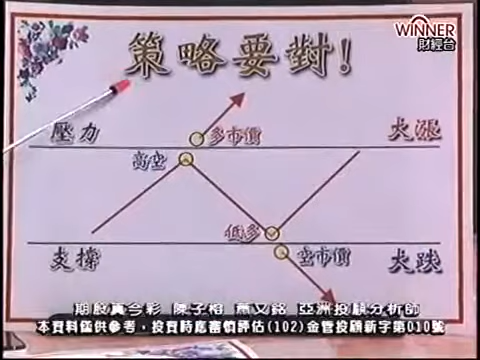 WINNER
財經台
策略要對!
壓力
多市價
大漲
高空
低多
支撐
空市價
大跌
期股真今彩 陳子榕 蕭又銘 亞洲投顧分析師
本資料僅供參考，投資時應審慎評估(102)金管投顧新字第010號